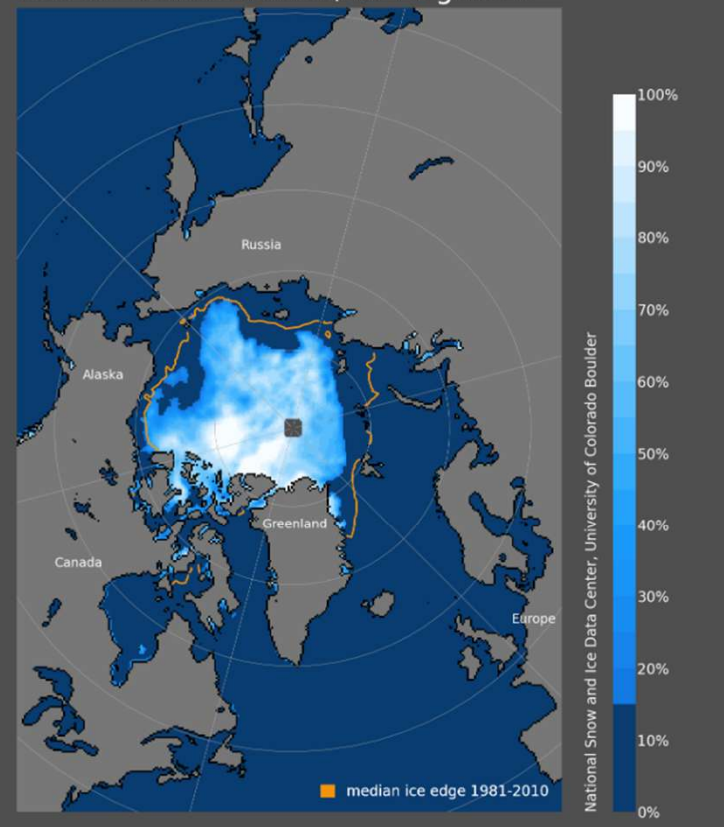 100%
90%
80%
70%
60%
50%
40%
30%
20%
10%
0%
Russia
Alaska
Greenland
Canada
Europe
median ice edge 1981-2010
National Snow and Ice Data Center, University of Colorado Boulder